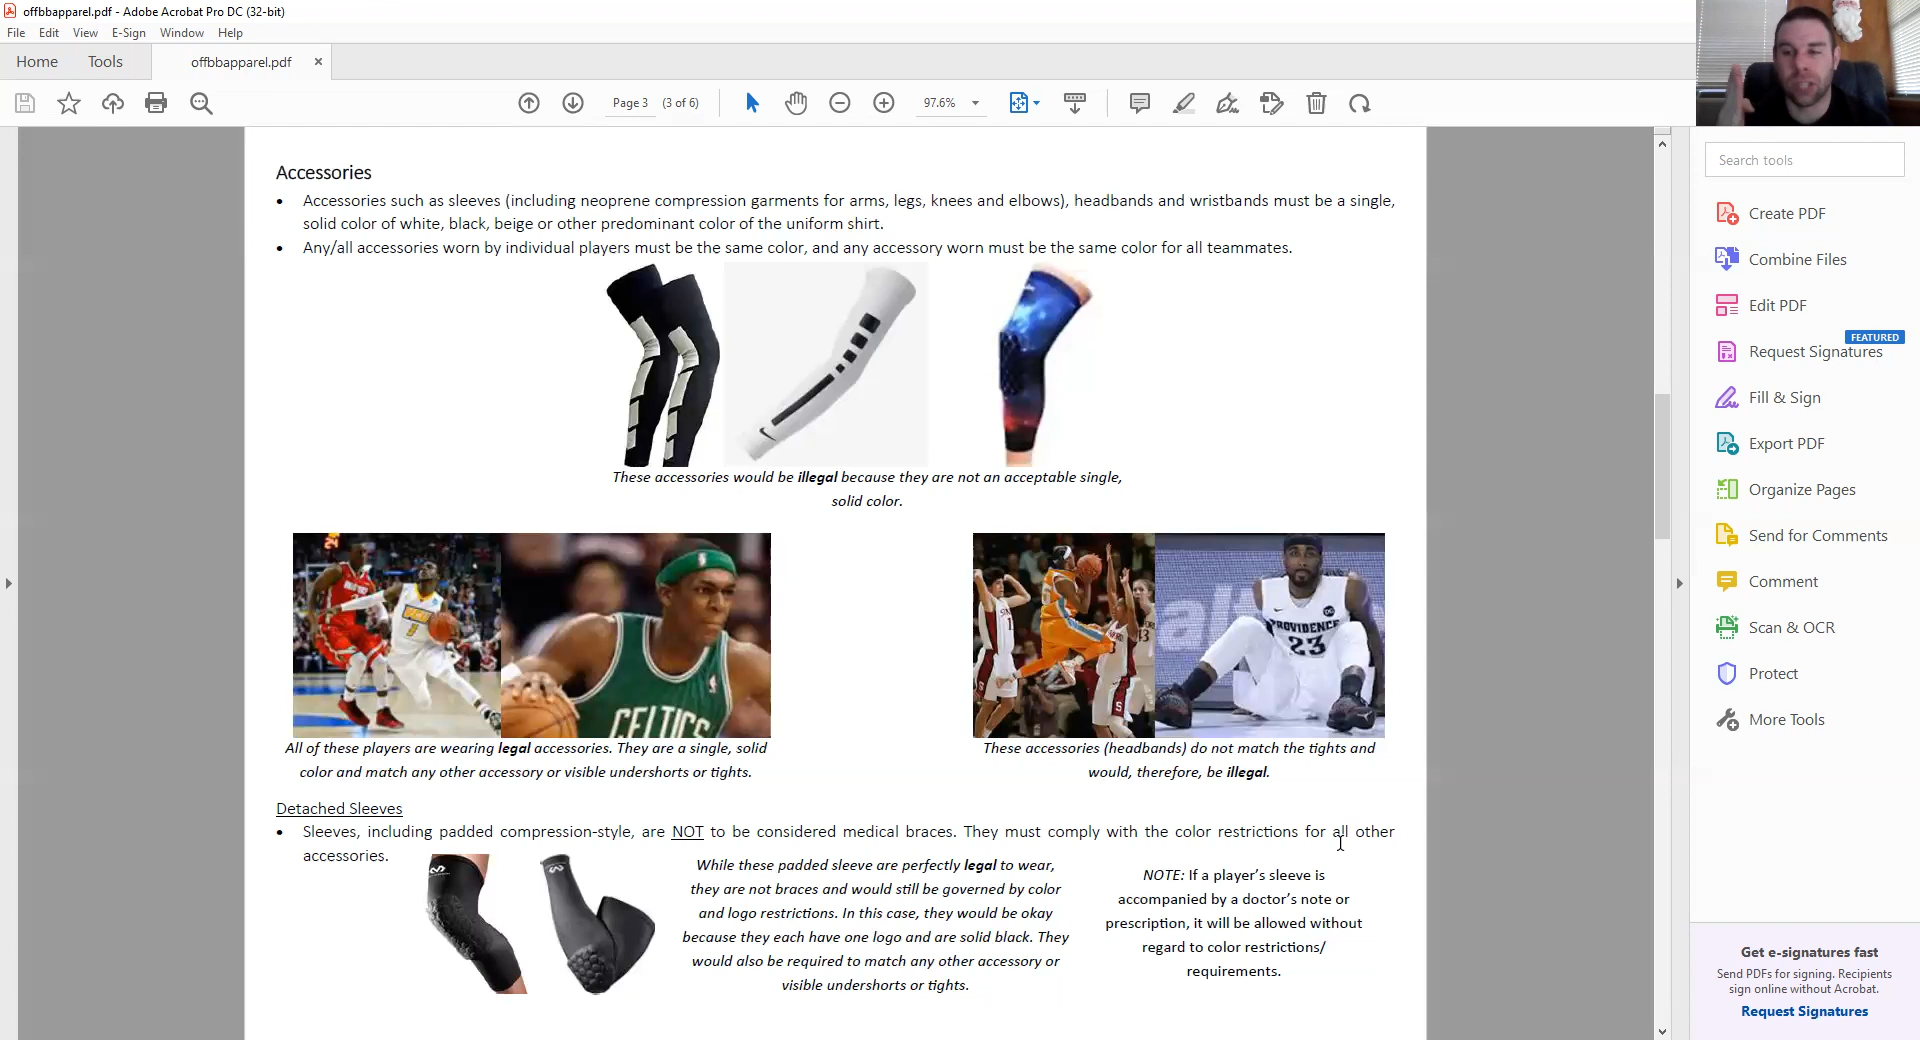 offbbapparel.pdf - Adobe Acrobat Pro DC (32-bit)
File Edit View E-Sign Window Help
Home Tools offbbapparel.pdf ×
Page 3 (3 of 6) 97.6%
Accessories
• Accessories such as sleeves (including neoprene compression garments for arms, legs, knees and elbows), headbands and wristbands must be a single,
solid color of white, black, beige or other predominant color of the uniform shirt.
• Any/all accessories worn by individual players must be the same color, and any accessory worn must be the same color for all teammates.
These accessories would be illegal because they are not an acceptable single,
solid color.
24
VCU
1
CELTICS
PROVIDENCE
23
All of these players are wearing legal accessories. They are a single, solid
color and match any other accessory or visible undershorts or tights.
These accessories (headbands) do not match the tights and
would, therefore, be illegal.
Detached Sleeves
• Sleeves, including padded compression-style, are NOT to be considered medical braces. They must comply with the color restrictions for all other
accessories.
While these padded sleeve are perfectly legal to wear,
they are not braces and would still be governed by color
and logo restrictions. In this case, they would be okay
because they each have one logo and are solid black. They
would also be required to match any other accessory or
visible undershorts or tights.
NOTE: If a player’s sleeve is
accompanied by a doctor’s note or
prescription, it will be allowed without
regard to color restrictions/
requirements.
Search tools
Create PDF
Combine Files
Edit PDF
FEATURED
Request Signatures
Fill & Sign
Export PDF
Organize Pages
Send for Comments
Comment
Scan & OCR
Protect
More Tools
Get e-signatures fast
Send PDFs for signing. Recipients
sign online without Acrobat.
Request Signatures